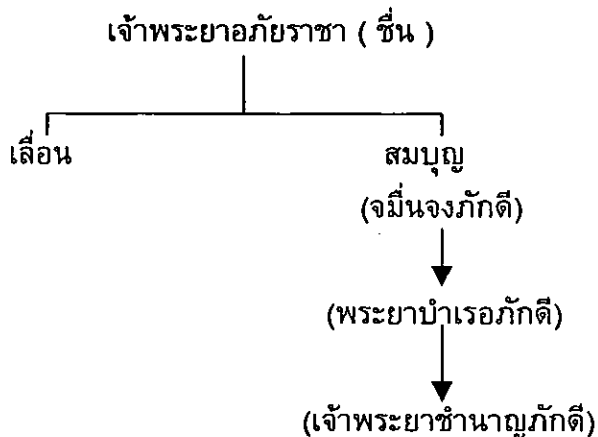 เจ้าพระยาอภัยราชา ( ชื่น )
เลื่อน สมบุญ
(จมื่นจงภักดี)
(พระยาบำเรอภักดี)
(เจ้าพระยาชำนาญภักดี)